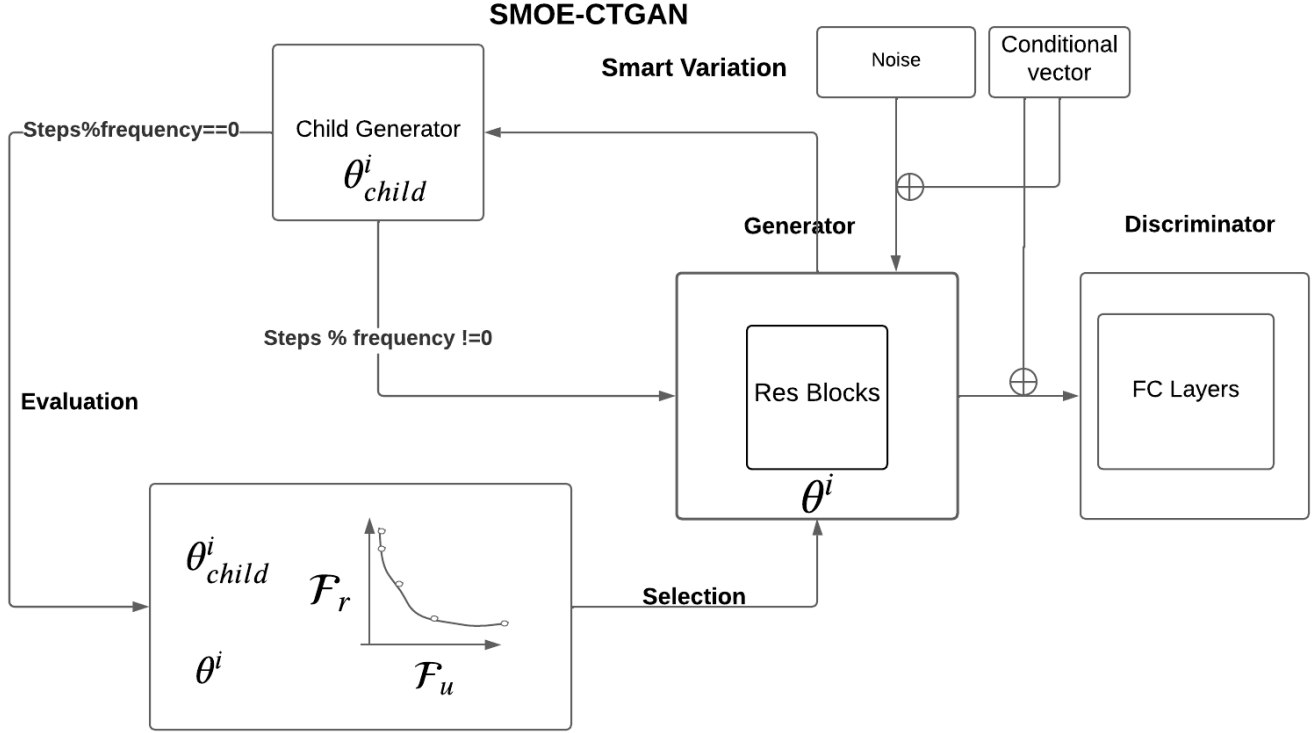 SMOE-CTGAN
Smart Variation
Noise
Conditional
vector
Steps%frequency==0
Child Generator
θ^i_child
Generator
Discriminator
Steps % frequency !=0
Res Blocks
θ^i
FC Layers
Evaluation
θ^i_child
θ^i
ℱ_r
ℱ_u
Selection